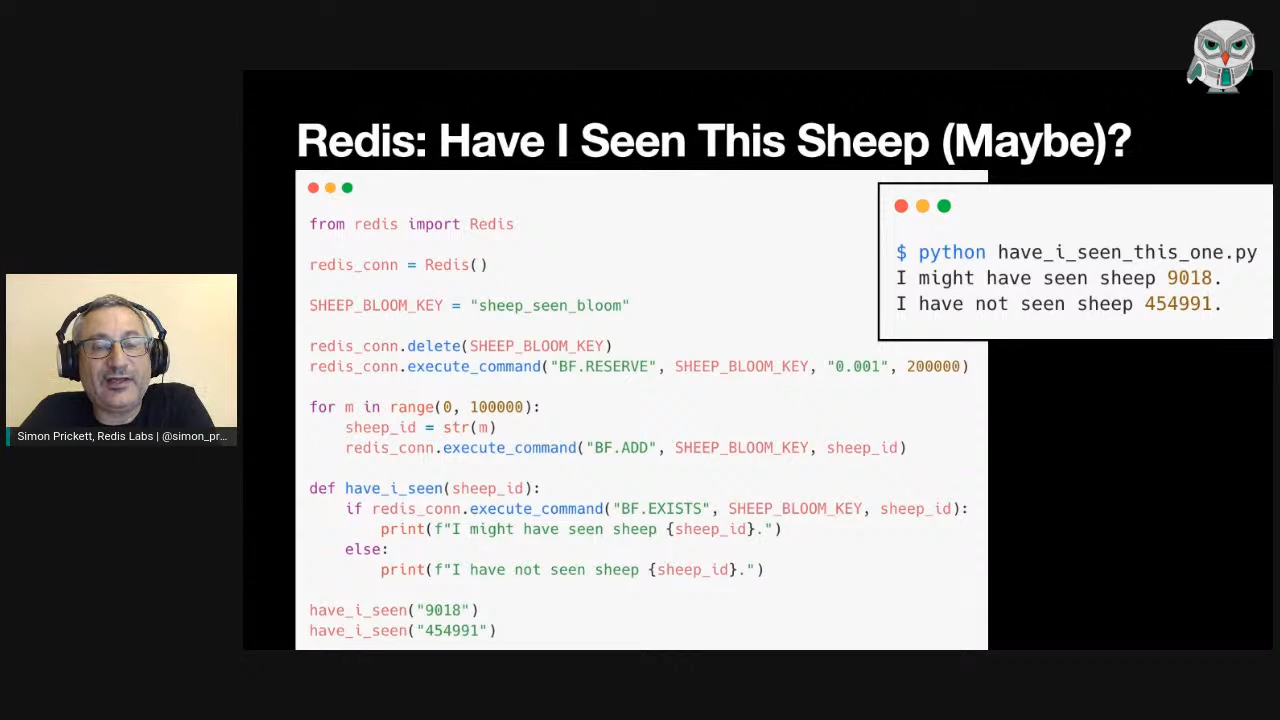 Redis: Have I Seen This Sheep (Maybe)?
from redis import Redis
redis_conn = Redis()
SHEEP_BLOOM_KEY = "sheep_seen_bloom"
redis_conn.delete(SHEEP_BLOOM_KEY)
redis_conn.execute_command("BF.RESERVE", SHEEP_BLOOM_KEY, "0.001", 200000)
for m in range(0, 100000):
    sheep_id = str(m)
    redis_conn.execute_command("BF.ADD", SHEEP_BLOOM_KEY, sheep_id)
def have_i_seen(sheep_id):
    if redis_conn.execute_command("BF.EXISTS", SHEEP_BLOOM_KEY, sheep_id):
        print(f"I might have seen sheep {sheep_id}.")
    else:
        print(f"I have not seen sheep {sheep_id}.")
have_i_seen("9018")
have_i_seen("454991")
$ python have_i_seen_this_one.py
I might have seen sheep 9018.
I have not seen sheep 454991.
Simon Prickett, Redis Labs | @simon_pr...